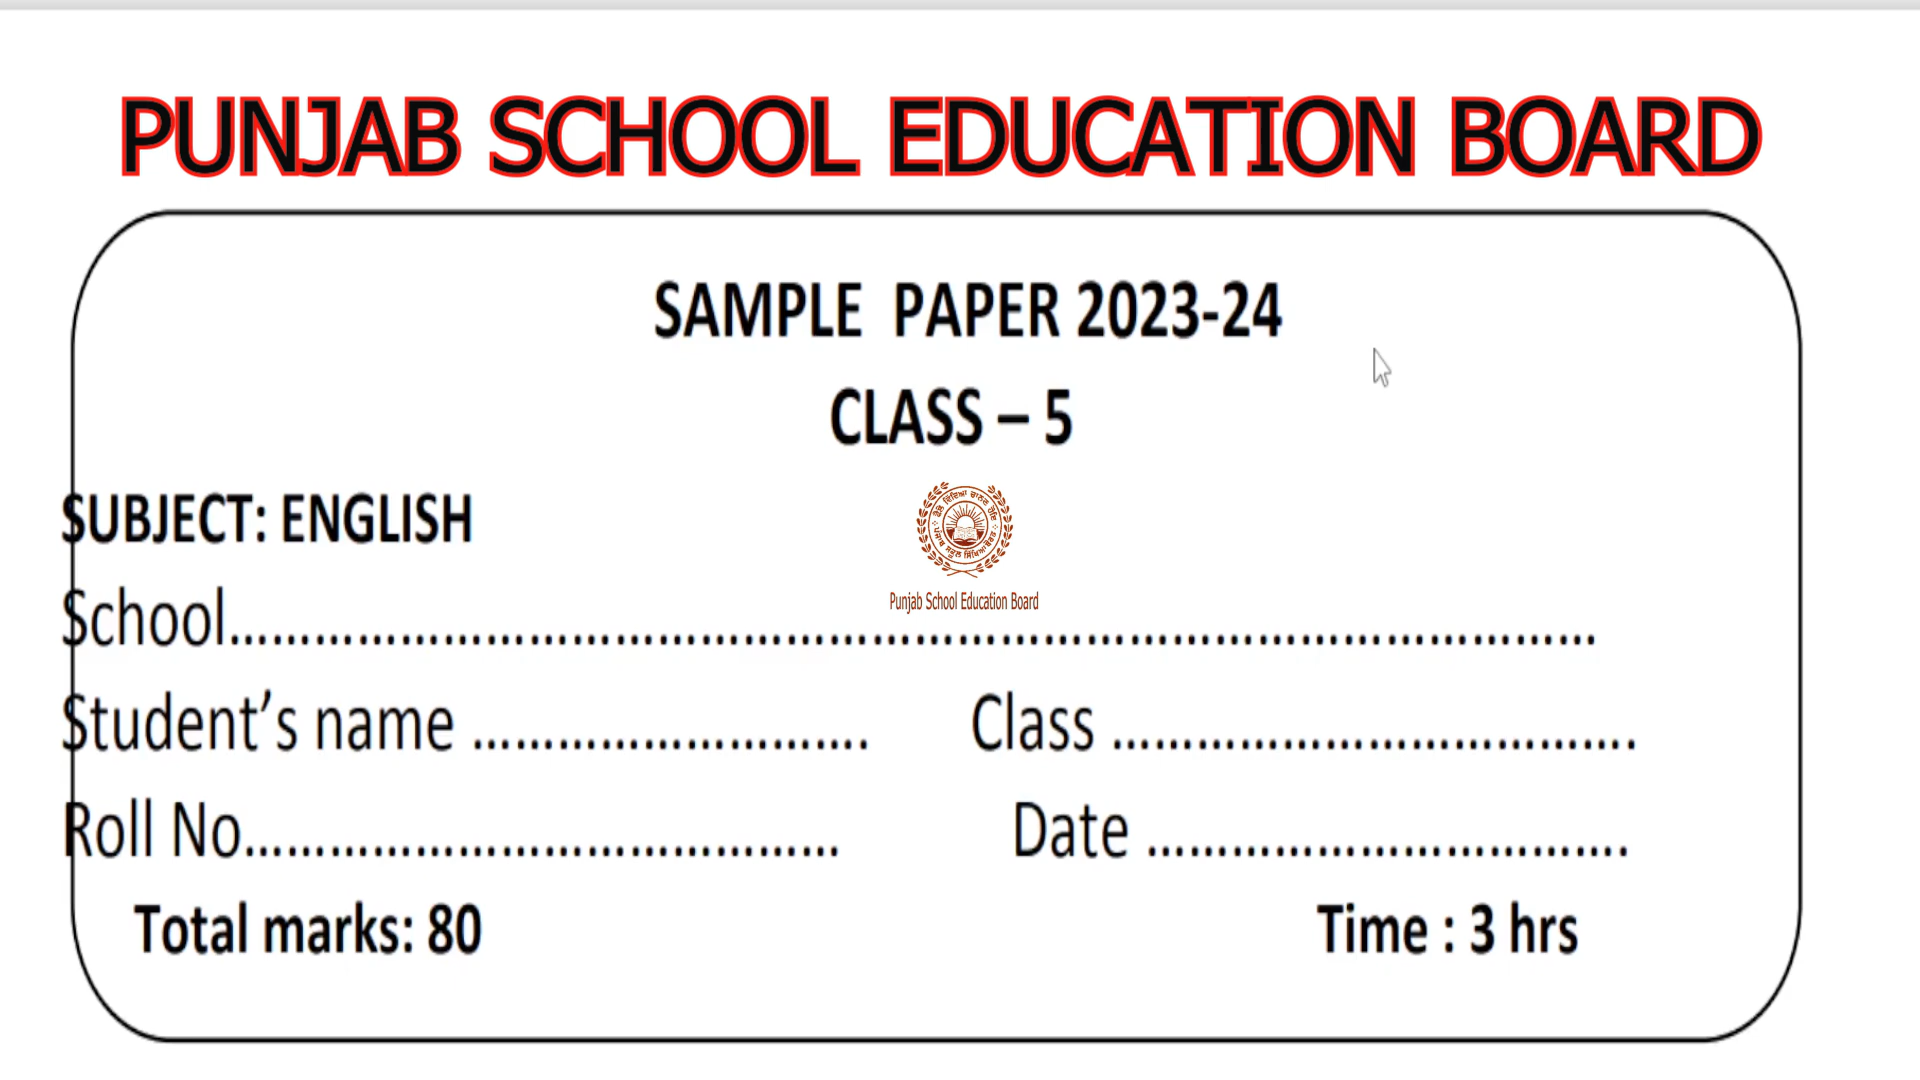 PUNJAB SCHOOL EDUCATION BOARD
SAMPLE PAPER 2023-24
CLASS – 5
SUBJECT: ENGLISH
Punjab School Education Board
School................................................................................................
Student’s name ............................. Class ......................................
Roll No.......................................... Date ...................................
Total marks: 80 Time : 3 hrs